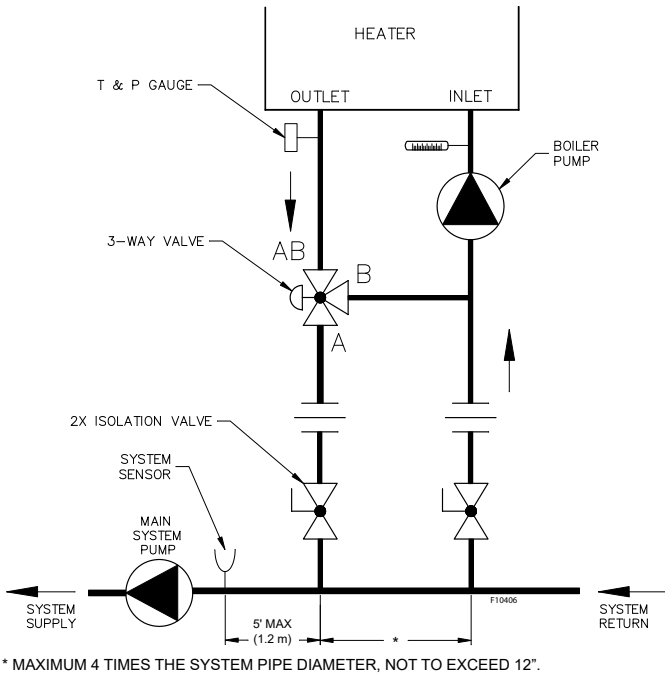 HEATER
T & P GAUGE
OUTLET
INLET
BOILER
PUMP
3-WAY VALVE
AB
B
A
2X ISOLATION VALVE
SYSTEM
SENSOR
MAIN
SYSTEM
PUMP
F10406
SYSTEM
SUPPLY
5' MAX
(1.2 m)
*
SYSTEM
RETURN
* MAXIMUM 4 TIMES THE SYSTEM PIPE DIAMETER, NOT TO EXCEED 12”.